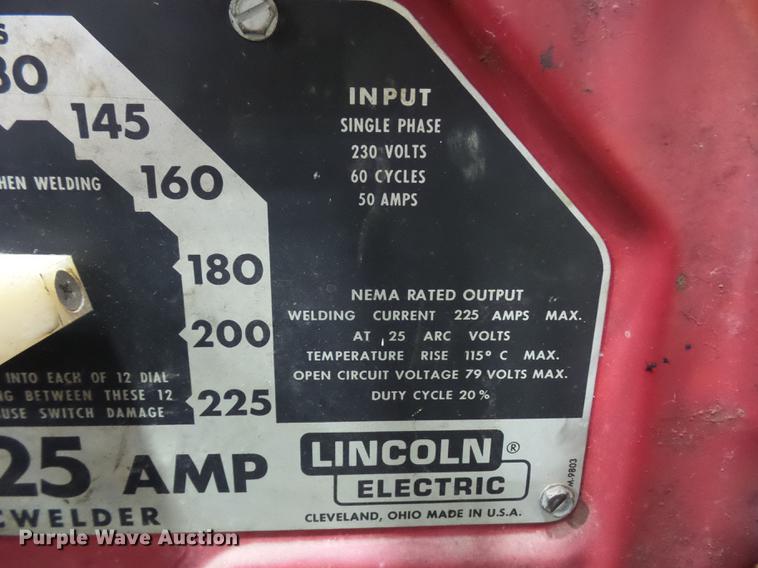 S
30
145
160
180
200
225
HEN WELDING
INTO EACH OF 12 DIAL
NG BETWEEN THESE 12
USE SWITCH DAMAGE
25 AMP
CWELDER
INPUT
SINGLE PHASE
230 VOLTS
60 CYCLES
50 AMPS
NEMA RATED OUTPUT
WELDING CURRENT 225 AMPS MAX.
AT 25 ARC VOLTS
TEMPERATURE RISE 115° C MAX.
OPEN CIRCUIT VOLTAGE 79 VOLTS MAX.
DUTY CYCLE 20%
LINCOLN ®
ELECTRIC
CLEVELAND, OHIO MADE IN U.S.A.
M-9803
Purple Wave Auction